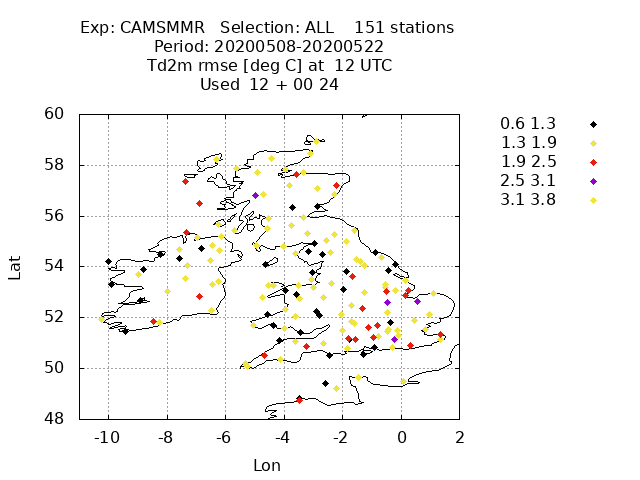 Exp: CAMSMMR   Selection: ALL    151 stations
Period: 20200508-20200522
Td2m rmse [deg C] at  12 UTC
Used  12 + 00 24
0.6 1.3
1.3 1.9
1.9 2.5
2.5 3.1
3.1 3.8
60
58
56
54
52
50
48
Lat
-10 -8 -6 -4 -2 0 2
Lon